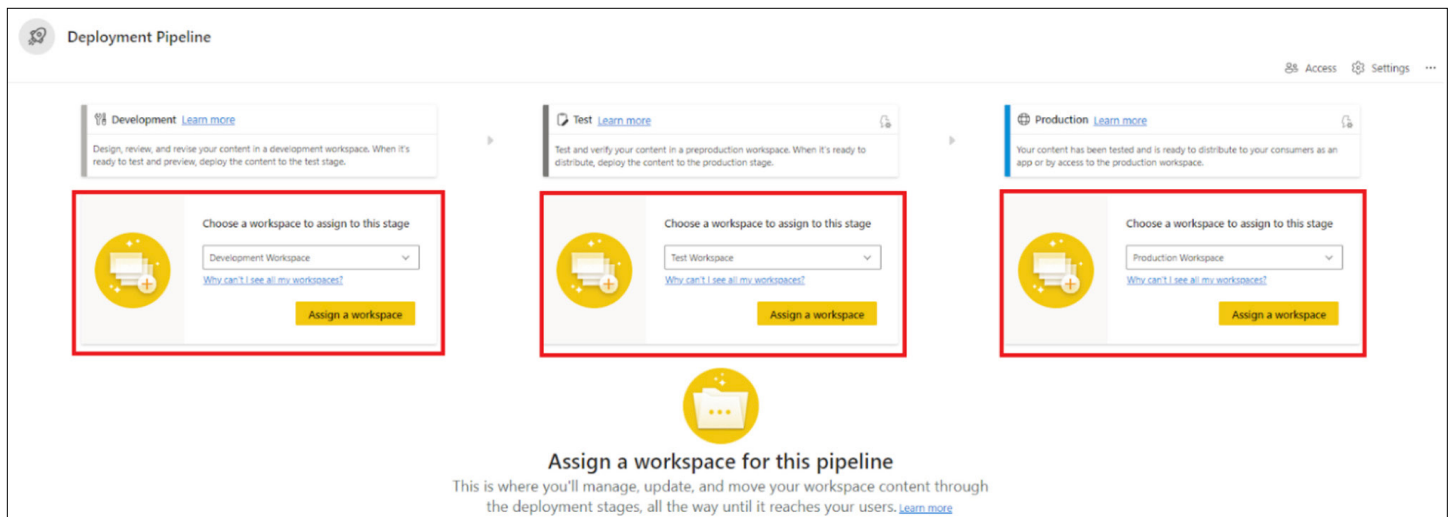 Deployment Pipeline
Access Settings ...
Development Learn more
Design, review, and revise your content in a development workspace. When it's
ready to test and preview, deploy the content to the test stage.
Test Learn more
Test and verify your content in a preproduction workspace. When it's ready to
distribute, deploy the content to the production stage.
Production Learn more
Your content has been tested and is ready to distribute to your consumers as an
app or by access to the production workspace.
Choose a workspace to assign to this stage
Development Workspace
Why can't I see all my workspaces?
Assign a workspace
Choose a workspace to assign to this stage
Test Workspace
Why can't I see all my workspaces?
Assign a workspace
Choose a workspace to assign to this stage
Production Workspace
Why can't I see all my workspaces?
Assign a workspace
Assign a workspace for this pipeline
This is where you'll manage, update, and move your workspace content through
the deployment stages, all the way until it reaches your users. Learn more